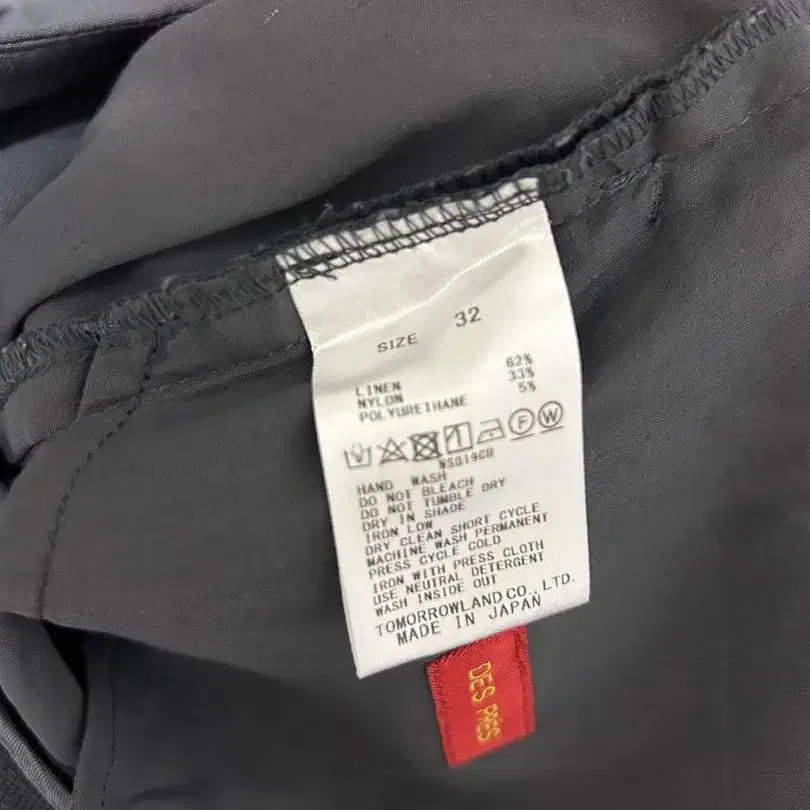 SIZE 32
LINEN 62%
NYLON 33%
POLYURETHANE 5%
F W
HAND WASH
DO NOT BLEACH
DO NOT TUMBLE DRY
DRY IN SHADE
IRON LOW
DRY CLEAN SHORT CYCLE
MACHINE WASH PERMANENT
PRESS CYCLE COLD
IRON WITH PRESS CLOTH
USE NEUTRAL DETERGENT
WASH INSIDE OUT
TOMORROWLAND CO., LTD.
MADE IN JAPAN
DES PRES